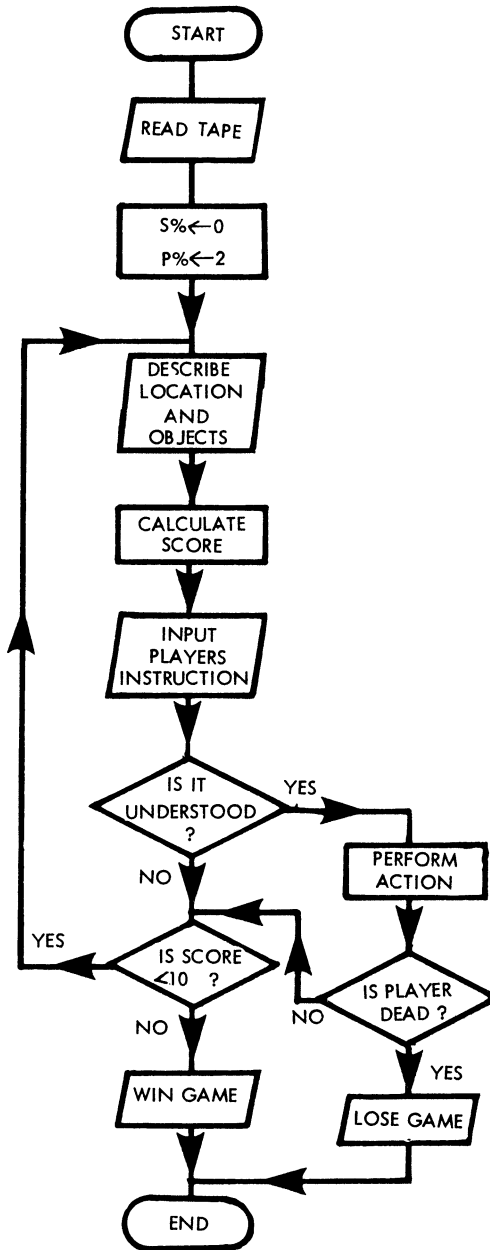 START
READ TAPE
S%←0
P%←2
DESCRIBE
LOCATION
AND
OBJECTS
CALCULATE
SCORE
INPUT
PLAYERS
INSTRUCTION
IS IT
UNDERSTOOD
?
YES
NO
PERFORM
ACTION
IS PLAYER
DEAD ?
NO
YES
LOSE GAME
IS SCORE
<10 ?
YES
NO
WIN GAME
END